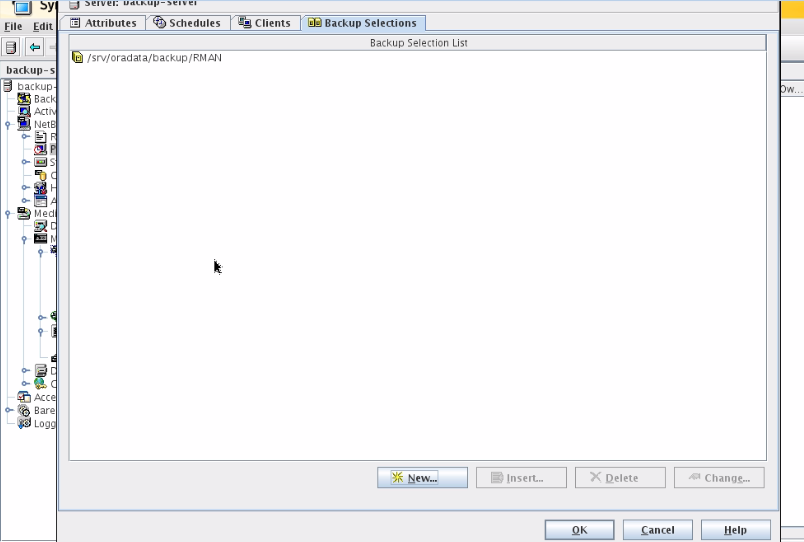 Sy
Server: backup-server
File Edit
Attributes Schedules Clients Backup Selections
backup-s
Backup Selection List
/srv/oradata/backup/RMAN
backup-
Ow...
Back
Activ
NetB
R
P
S
H
A
Medi
D
M
D
Acce
Bare
Logg
New... Insert... Delete Change...
OK Cancel Help